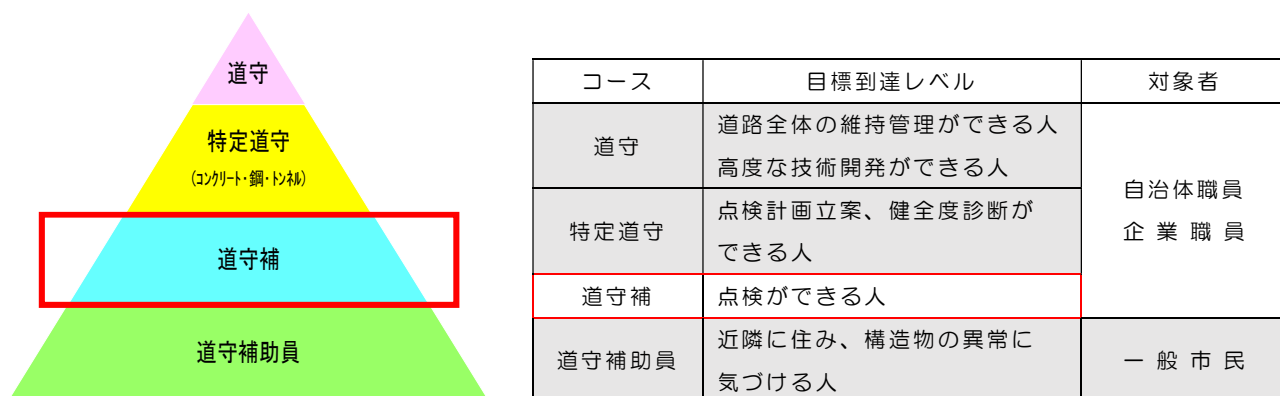 道守
特定道守
(コンクリート・鋼・トンネル)
道守補
道守補助員
コース 目標到達レベル 対象者
道守 道路全体の維持管理ができる人
高度な技術開発ができる人
自治体職員
企業職員
特定道守 点検計画立案、健全度診断が
できる人
道守補 点検ができる人
道守補助員 近隣に住み、構造物の異常に
気づける人
一般市民